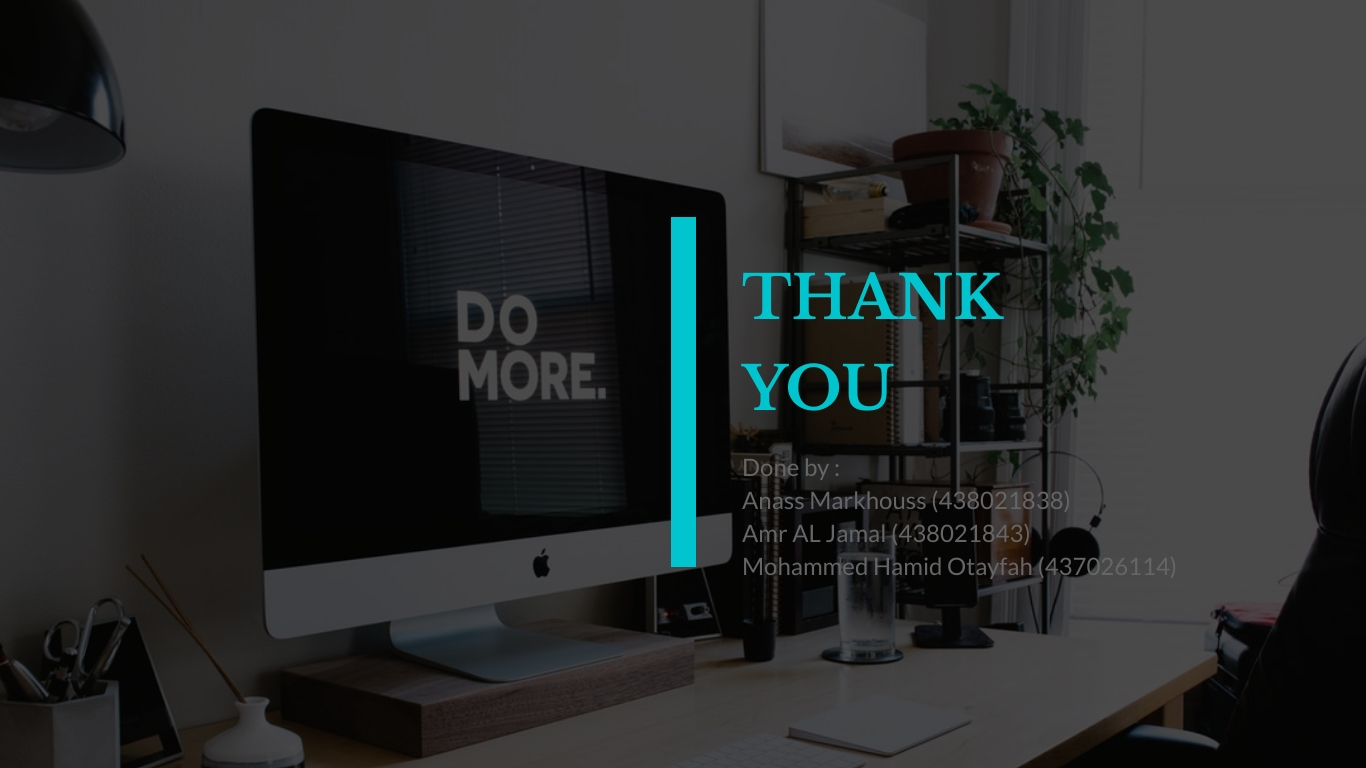 DO
MORE.
THANK
YOU
Done by :
Anass Markhouss (438021838)
Amr AL Jamal (438021843)
Mohammed Hamid Otayfah (437026114)